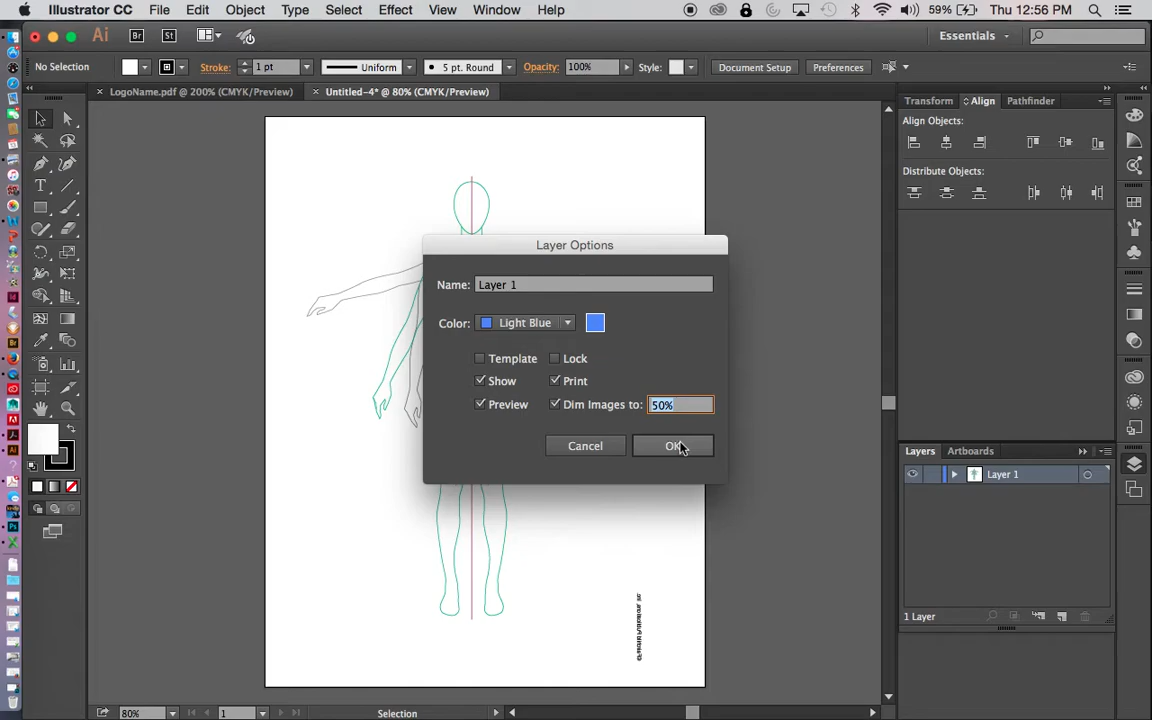 Illustrator CC File Edit Object Type Select Effect View Window Help 59% Thu 12:56 PM
Ai Br St Essentials
No Selection Stroke: 1 pt Uniform 5 pt. Round Opacity: 100% Style: Document Setup Preferences
LogoName.pdf @ 200% (CMYK/Preview) Untitled-4* @ 80% (CMYK/Preview)
Transform Align Pathfinder
Align Objects:
Distribute Objects:
Layer Options
Name: Layer 1
Color: Light Blue
Template Lock
Show Print
Preview Dim Images to: 50%
Cancel OK
Layers Artboards
Layer 1
1 Layer
80% 1 Selection